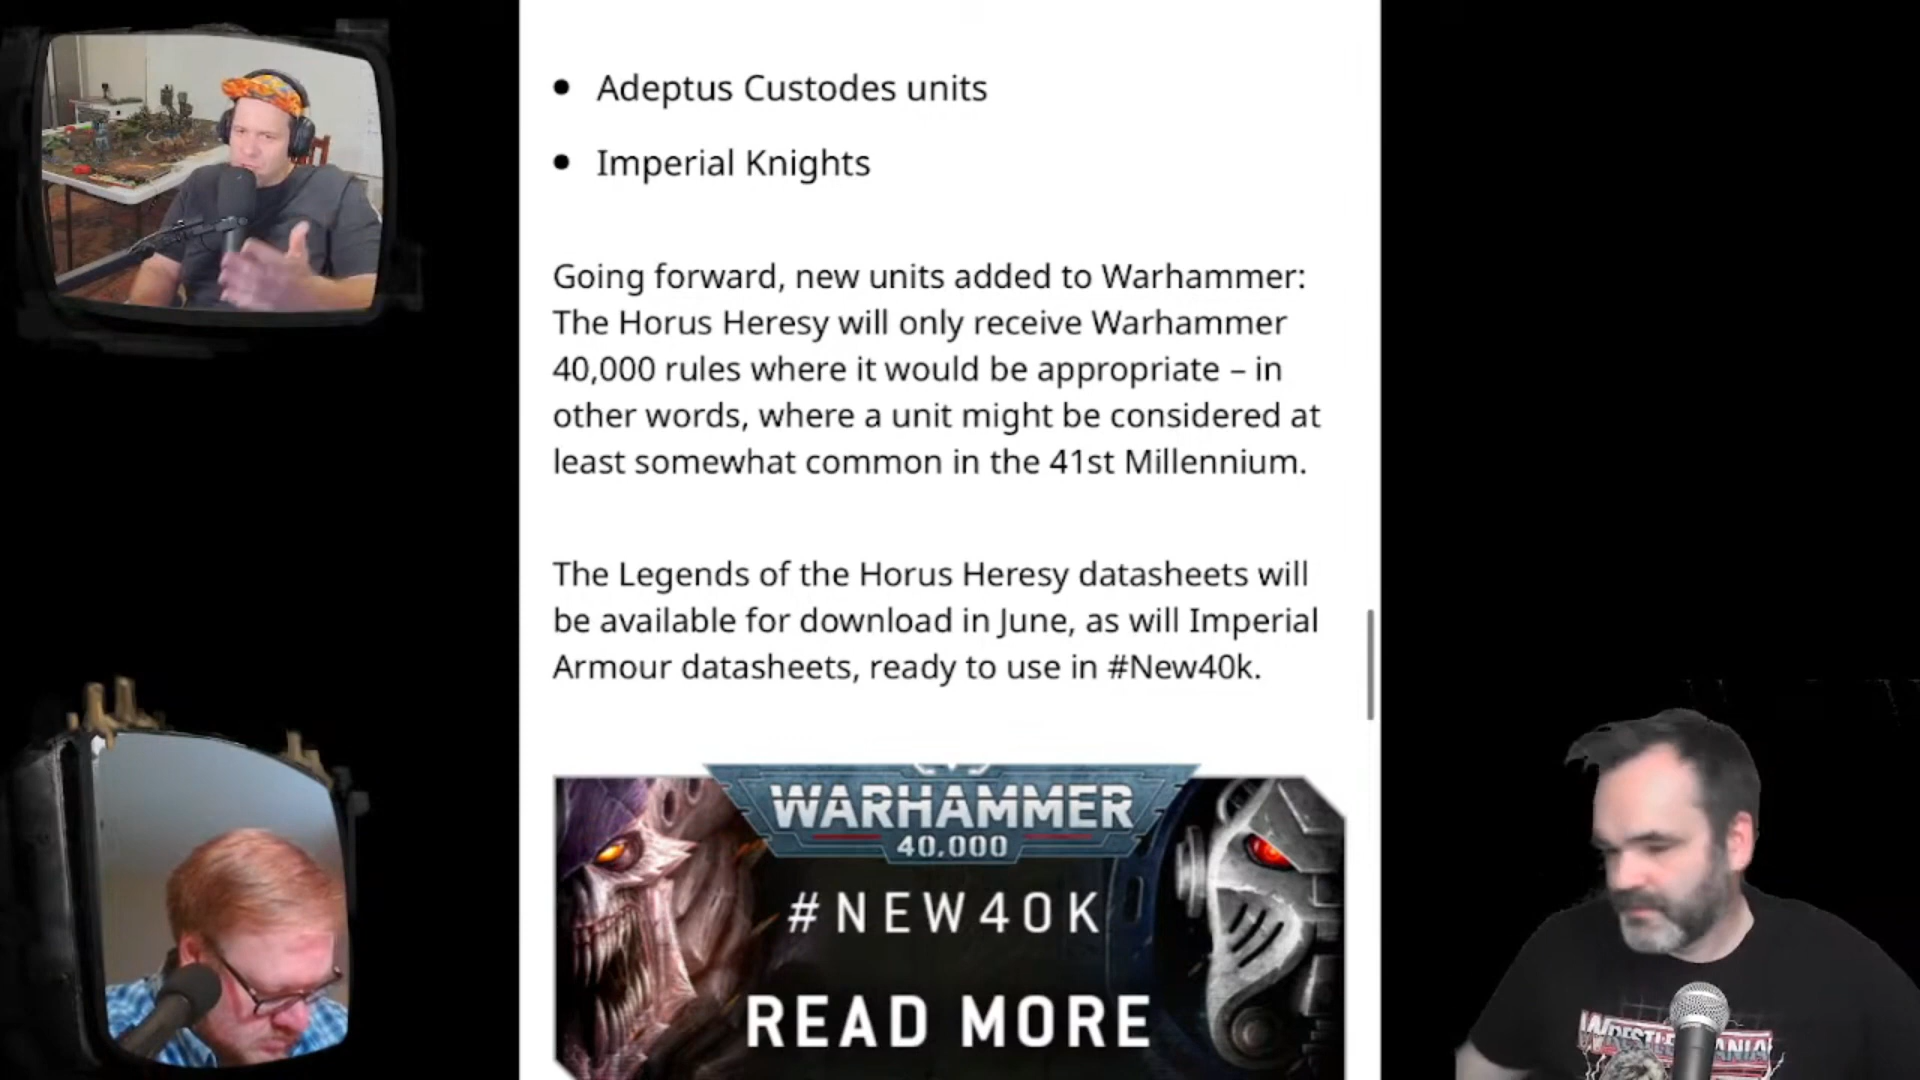 • Adeptus Custodes units
• Imperial Knights
Going forward, new units added to Warhammer:
The Horus Heresy will only receive Warhammer
40,000 rules where it would be appropriate – in
other words, where a unit might be considered at
least somewhat common in the 41st Millennium.
The Legends of the Horus Heresy datasheets will
be available for download in June, as will Imperial
Armour datasheets, ready to use in #New40k.
WARHAMMER
40,000
#NEW40K
READ MORE